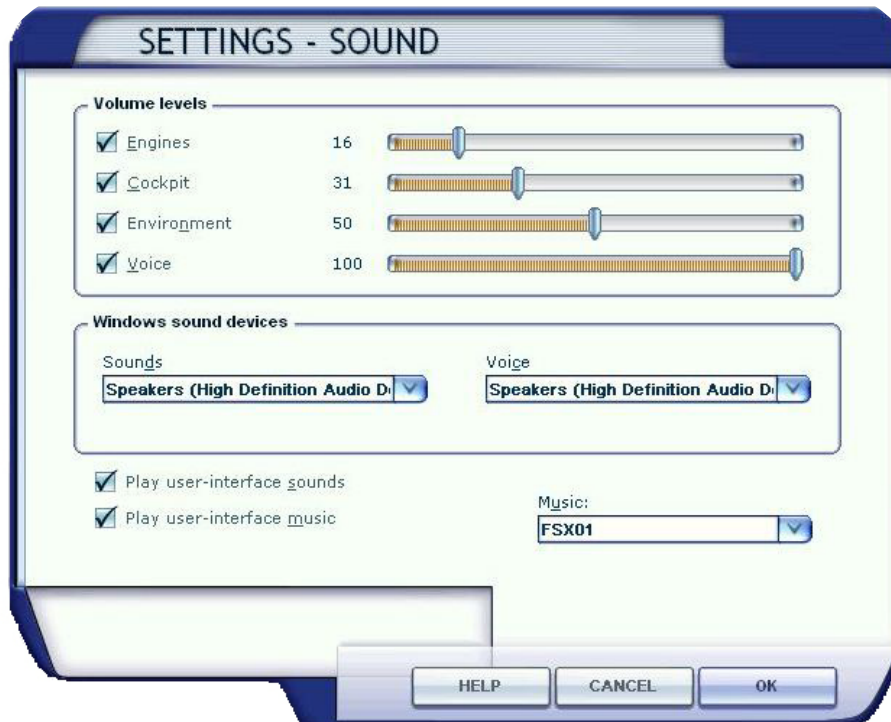 SETTINGS - SOUND
Volume levels
Engines 16
Cockpit 31
Environment 50
Voice 100
Windows sound devices
Sounds Voice
Speakers (High Definition Audio D Speakers (High Definition Audio D
Play user-interface sounds
Music:
Play user-interface music
FSX01
HELP CANCEL OK